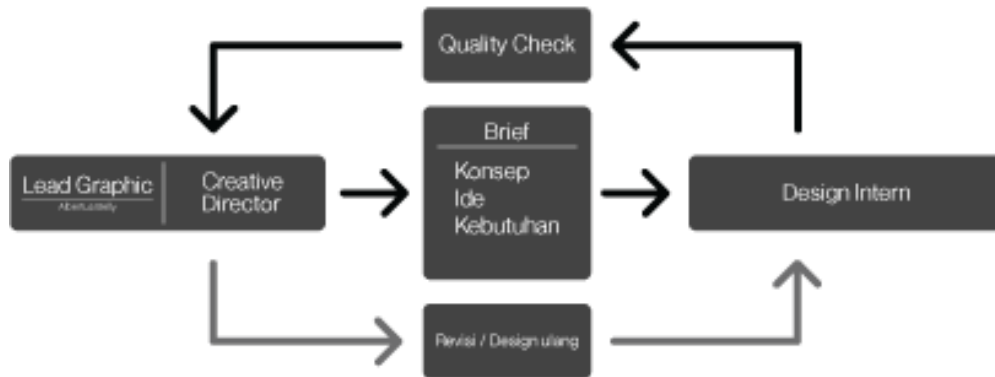 Quality Check
Brief
Konsep
Ide
Kebutuhan
Lead Graphic
Creative
Director
Design Intern
Revisi / Design ulang